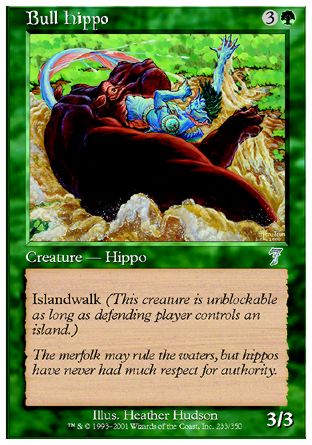 Bull Hippo 3
Creature — Hippo
Islandwalk (This creature is unblockable
as long as defending player controls an
island.)
The merfolk may rule the waters, but hippos
have never had much respect for authority.
3/3
Illus. Heather Hudson
™ & © 1993–2001 Wizards of the Coast, Inc. 233/350